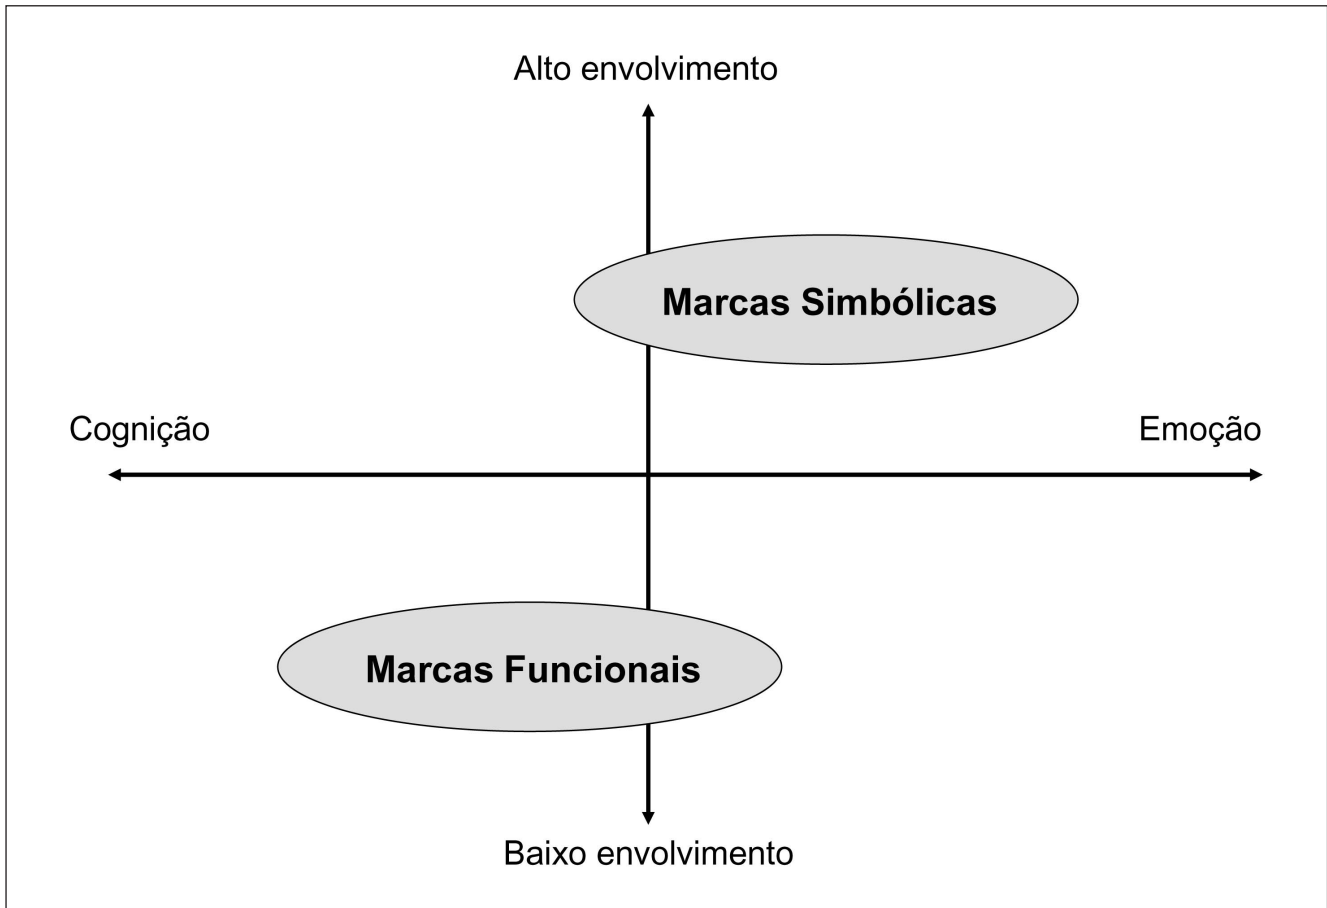 Alto envolvimento
Marcas Simbólicas
Cognição
Emoção
Marcas Funcionais
Baixo envolvimento